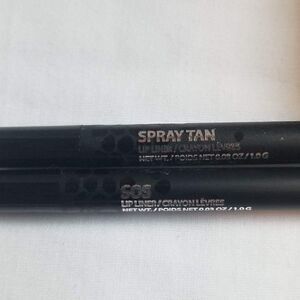 SPRAY TAN
LIP LINER/CRAYON LÈVRES
NET WT./POIDS NET 0.03 OZ/1.0 G
SOS
LIP LINER/CRAYON LÈVRES
NET WT./POIDS NET 0.03 OZ/1.0 G